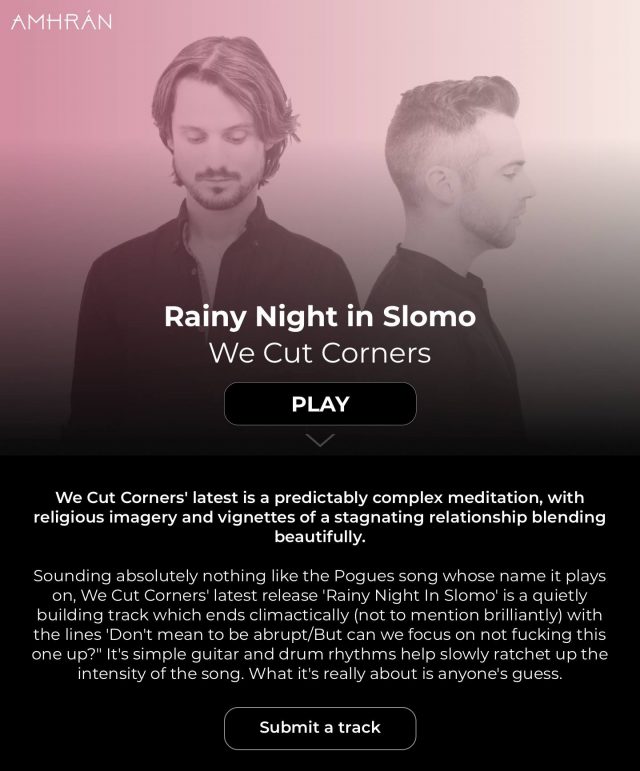 AMHRÁN
Rainy Night in Slomo
We Cut Corners
PLAY
We Cut Corners' latest is a predictably complex meditation, with
religious imagery and vignettes of a stagnating relationship blending
beautifully.
Sounding absolutely nothing like the Pogues song whose name it plays
on, We Cut Corners' latest release 'Rainy Night In Slomo' is a quietly
building track which ends climactically (not to mention brilliantly) with
the lines 'Don't mean to be abrupt/But can we focus on not fucking this
one up?" It's simple guitar and drum rhythms help slowly ratchet up the
intensity of the song. What it's really about is anyone's guess.
Submit a track